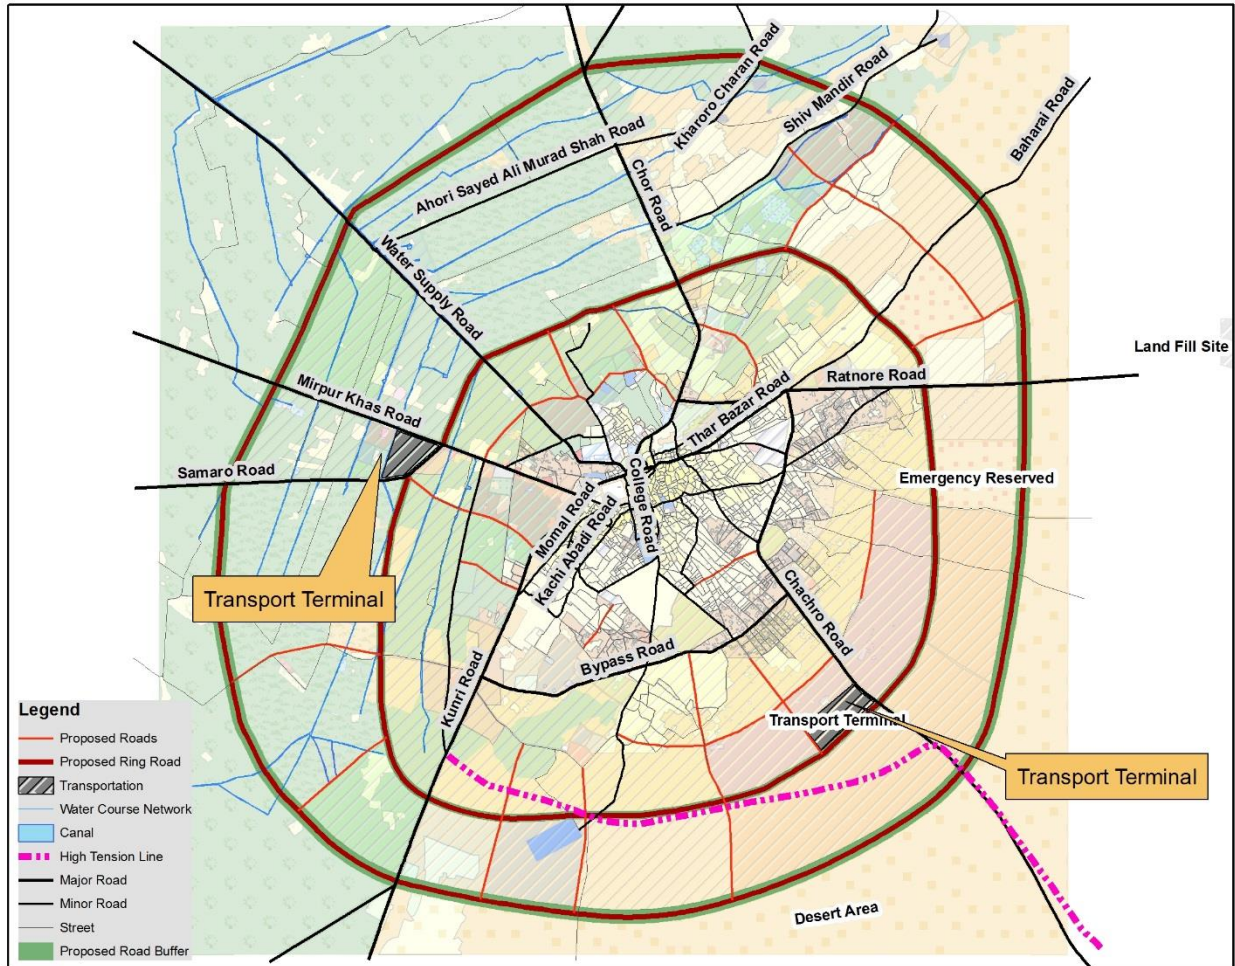 Kharoro Charan Road
Shiv Mandir Road
Baharai Road
Ahori Sayed Ali Murad Shah Road
Chor Road
Water Supply Road
Land Fill Site
Ratnore Road
Mirpur Khas Road
Thar Bazar Road
Samaro Road
College Road
Emergency Reserved
Momal Road
Kachi Abadi Road
Transport Terminal
Chachro Road
Bypass Road
Kunri Road
Transport Terminal
Transport Terminal
Desert Area
Legend
Proposed Roads
Proposed Ring Road
Transportation
Water Course Network
Canal
High Tension Line
Major Road
Minor Road
Street
Proposed Road Buffer